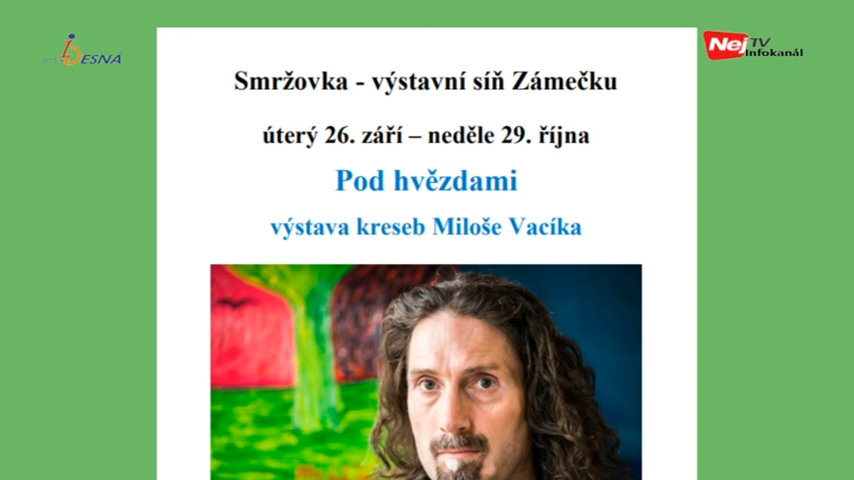 DESNÁ
Nej TV
Infokanál
Smržovka - výstavní síň Zámečku
úterý 26. září – neděle 29. října
Pod hvězdami
výstava kreseb Miloše Vacíka